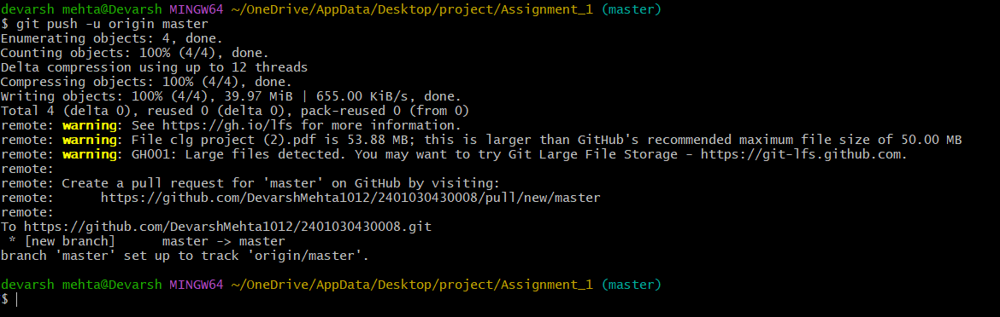 devarsh mehta@Devarsh MINGW64 ~/OneDrive/AppData/Desktop/project/Assignment_1 (master)
$ git push -u origin master
Enumerating objects: 4, done.
Counting objects: 100% (4/4), done.
Delta compression using up to 12 threads
Compressing objects: 100% (4/4), done.
Writing objects: 100% (4/4), 39.97 MiB | 655.00 KiB/s, done.
Total 4 (delta 0), reused 0 (delta 0), pack-reused 0 (from 0)
remote: warning: See https://gh.io/lfs for more information.
remote: warning: File clg project (2).pdf is 53.88 MB; this is larger than GitHub's recommended maximum file size of 50.00 MB
remote: warning: GH001: Large files detected. You may want to try Git Large File Storage - https://git-lfs.github.com.
remote:
remote: Create a pull request for 'master' on GitHub by visiting:
remote:      https://github.com/DevarshMehta1012/2401030430008/pull/new/master
remote:
To https://github.com/DevarshMehta1012/2401030430008.git
 * [new branch]      master -> master
branch 'master' set up to track 'origin/master'.
devarsh mehta@Devarsh MINGW64 ~/OneDrive/AppData/Desktop/project/Assignment_1 (master)
$